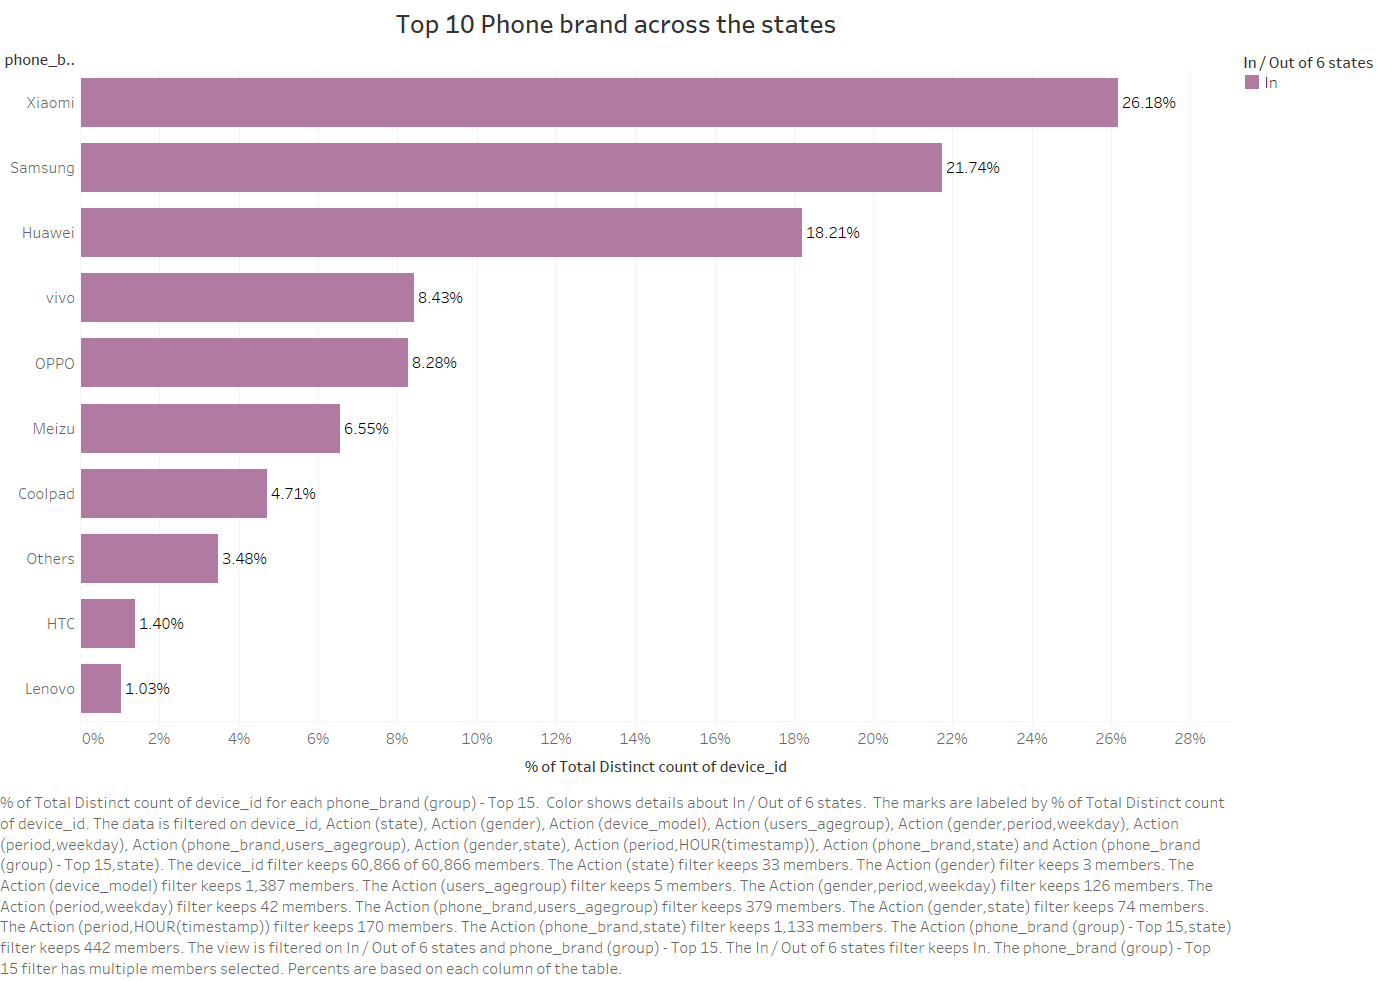 Top 10 Phone brand across the states
phone_b..
In / Out of 6 states
In
Xiaomi
26.18%
Samsung
21.74%
Huawei
18.21%
vivo
8.43%
OPPO
8.28%
Meizu
6.55%
Coolpad
4.71%
Others
3.48%
HTC
1.40%
Lenovo
1.03%
0% 2% 4% 6% 8% 10% 12% 14% 16% 18% 20% 22% 24% 26% 28%
% of Total Distinct count of device_id
% of Total Distinct count of device_id for each phone_brand (group) - Top 15.  Color shows details about In / Out of 6 states.  The marks are labeled by % of Total Distinct count
of device_id. The data is filtered on device_id, Action (state), Action (gender), Action (device_model), Action (users_agegroup), Action (gender,period,weekday), Action
(period,weekday), Action (phone_brand,users_agegroup), Action (gender,state), Action (period,HOUR(timestamp)), Action (phone_brand,state) and Action (phone_brand
(group) - Top 15,state). The device_id filter keeps 60,866 of 60,866 members. The Action (state) filter keeps 33 members. The Action (gender) filter keeps 3 members. The
Action (device_model) filter keeps 1,387 members. The Action (users_agegroup) filter keeps 5 members. The Action (gender,period,weekday) filter keeps 126 members. The
Action (period,weekday) filter keeps 42 members. The Action (phone_brand,users_agegroup) filter keeps 379 members. The Action (gender,state) filter keeps 74 members.
The Action (period,HOUR(timestamp)) filter keeps 170 members. The Action (phone_brand,state) filter keeps 1,133 members. The Action (phone_brand (group) - Top 15,state)
filter keeps 442 members. The view is filtered on In / Out of 6 states and phone_brand (group) - Top 15. The In / Out of 6 states filter keeps In. The phone_brand (group) - Top
15 filter has multiple members selected. Percents are based on each column of the table.